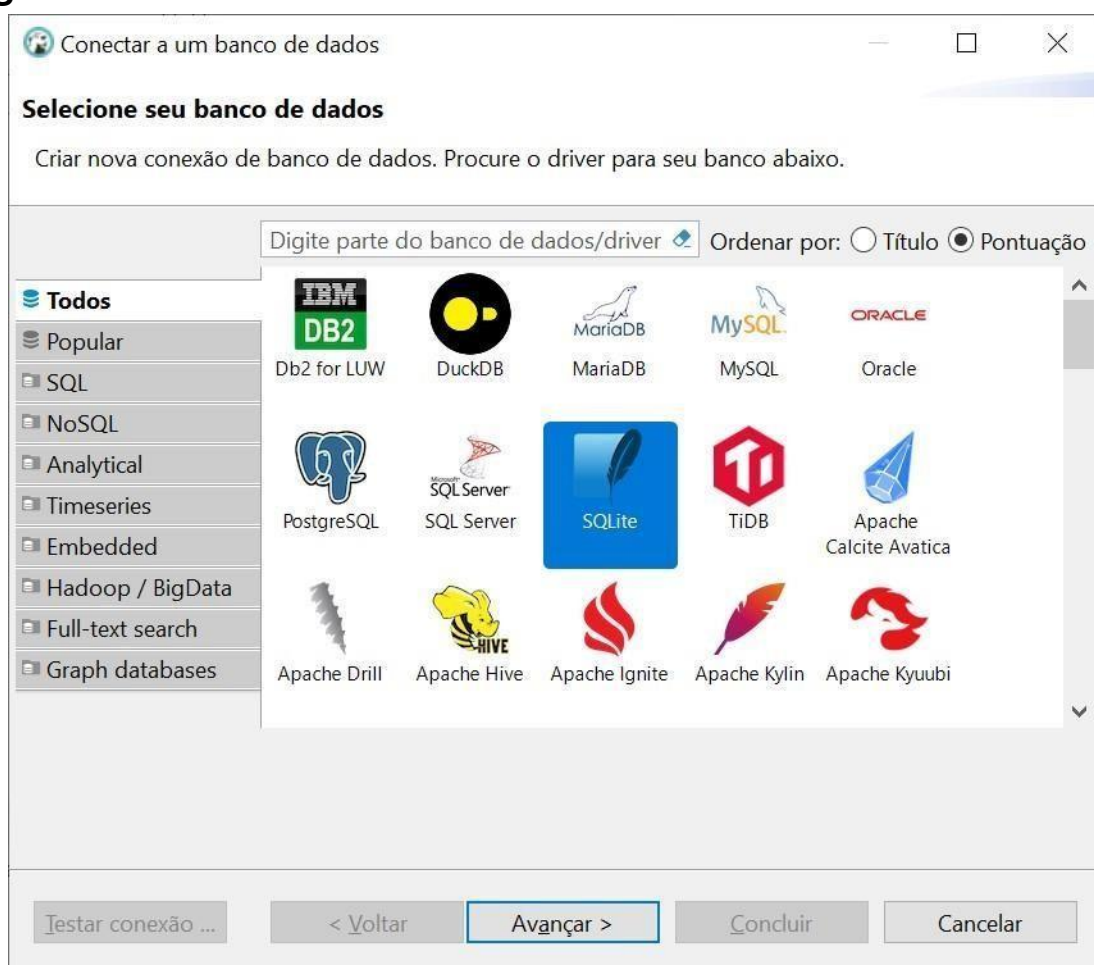 Conectar a um banco de dados
Selecione seu banco de dados
Criar nova conexão de banco de dados. Procure o driver para seu banco abaixo.
Digite parte do banco de dados/driver Ordenar por: Título Pontuação
Todos
Popular
SQL
NoSQL
Analytical
Timeseries
Embedded
Hadoop / BigData
Full-text search
Graph databases
IBM
DB2
MariaDB
MySQL
ORACLE
Db2 for LUW DuckDB MariaDB MySQL Oracle
Microsoft
SQL Server
Ti
PostgreSQL SQL Server SQLite TiDB Apache
Calcite Avatica
HIVE
Apache Drill Apache Hive Apache Ignite Apache Kylin Apache Kyuubi
Testar conexão ... < Voltar Avançar > Concluir Cancelar